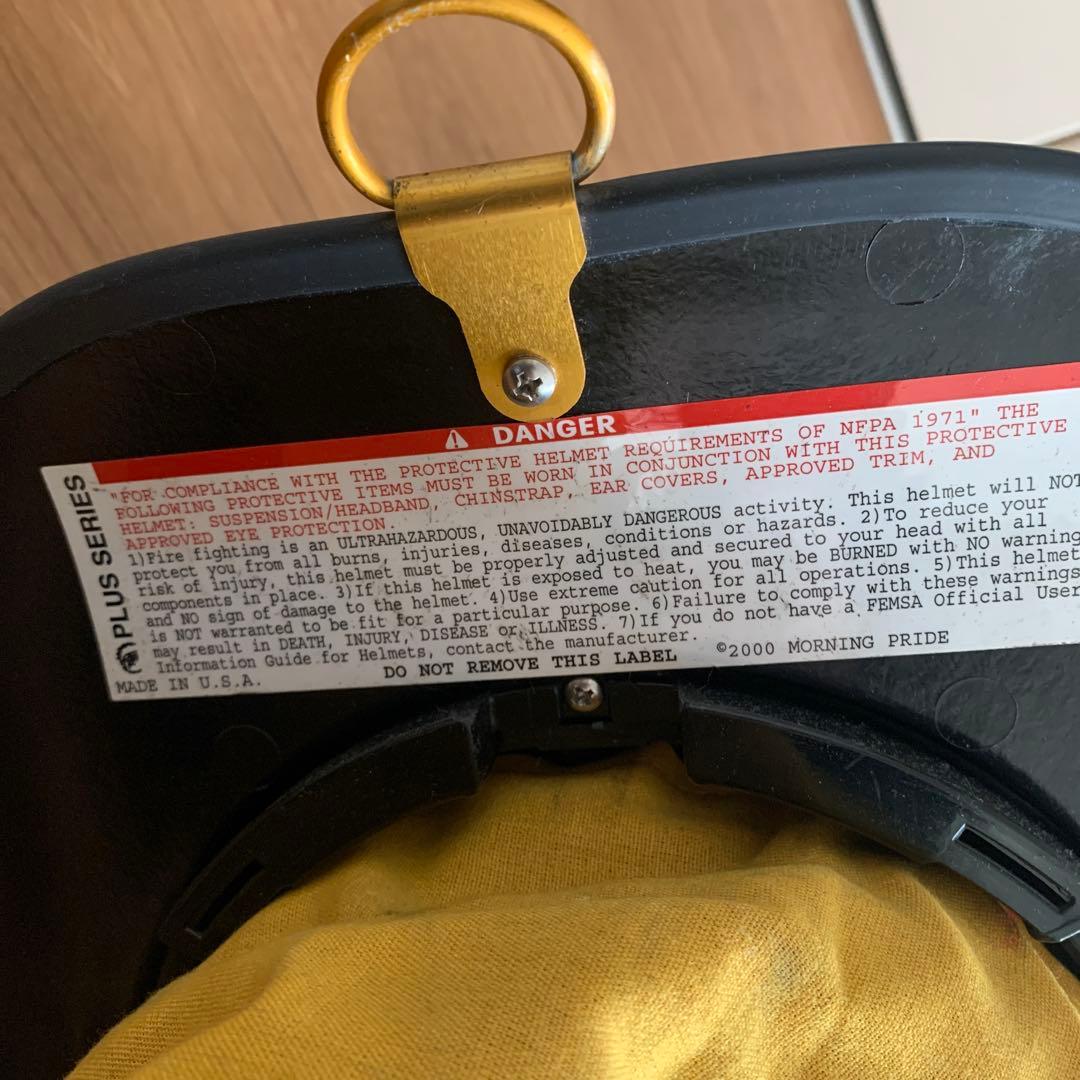 DANGER
"FOR COMPLIANCE WITH THE PROTECTIVE HELMET REQUIREMENTS OF NFPA 1971" THE
FOLLOWING PROTECTIVE ITEMS MUST BE WORN IN CONJUNCTION WITH THIS PROTECTIVE
HELMET: SUSPENSION/HEADBAND, CHINSTRAP, EAR COVERS, APPROVED TRIM, AND
APPROVED EYE PROTECTION.
1)Fire fighting is an ULTRAHAZARDOUS, UNAVOIDABLY DANGEROUS activity. This helmet will NOT
protect you from all burns, injuries, diseases, conditions or hazards. 2)To reduce your
risk of injury, this helmet must be properly adjusted and secured to your head with all
components in place. 3)If this helmet is exposed to heat, you may be BURNED with NO warning
and NO sign of damage to the helmet. 4)Use extreme caution for all operations. 5)This helmet
is NOT warranted to be fit for a particular purpose. 6)Failure to comply with these warnings
may result in DEATH, INJURY, DISEASE or ILLNESS. 7)If you do not have a FEMSA Official User
Information Guide for Helmets, contact the manufacturer.
MADE IN U.S.A.
DO NOT REMOVE THIS LABEL
©2000 MORNING PRIDE
PLUS SERIES